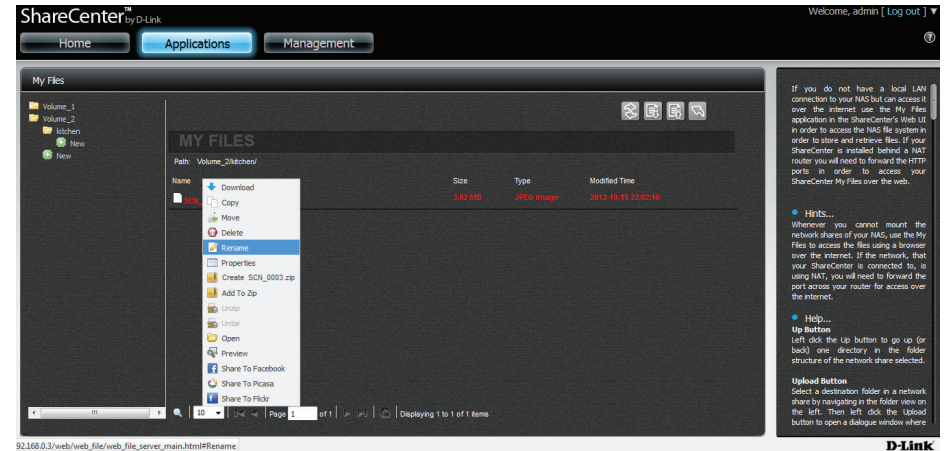 ShareCenter™ by D-Link
Welcome, admin [ Log out ] ▼
Home
Applications
Management
My Files
Volume_1
Volume_2
kitchen
New
New
MY FILES
Path: Volume_2/kitchen/
Name Size Type Modified Time
SCN_ 3.02 MB JPEG Image 2012-10-15 22:02:10
Download
Copy
Move
Delete
Rename
Properties
Create SCN_0003.zip
Add To Zip
Unzip
Untar
Open
Preview
Share To Facebook
Share To Picasa
Share To Flickr
10 Page 1 of 1 Displaying 1 to 1 of 1 items
If you do not have a local LAN
connection to your NAS but can access it
over the internet use the My Files
application in the ShareCenter's Web UI
in order to access the NAS file system in
order to store and retrieve files. If your
ShareCenter is installed behind a NAT
router you will need to forward the HTTP
ports in order to access your
ShareCenter My Files over the web.
Hints...
Whenever you cannot mount the
network shares of your NAS, use the My
Files to access the files using a browser
over the internet. If the network, that
your ShareCenter is connected to, is
using NAT, you will need to forward the
port across your router for access over
the internet.
Help...
Up Button
Left click the Up button to go up (or
back) one directory in the folder
structure of the network share selected.
Upload Button
Select a destination folder in a network
share by navigating in the folder view on
the left. Then left click the Upload
button to open a dialogue window where
92.168.0.3/web/web_file/web_file_server_main.html#Rename
D-Link